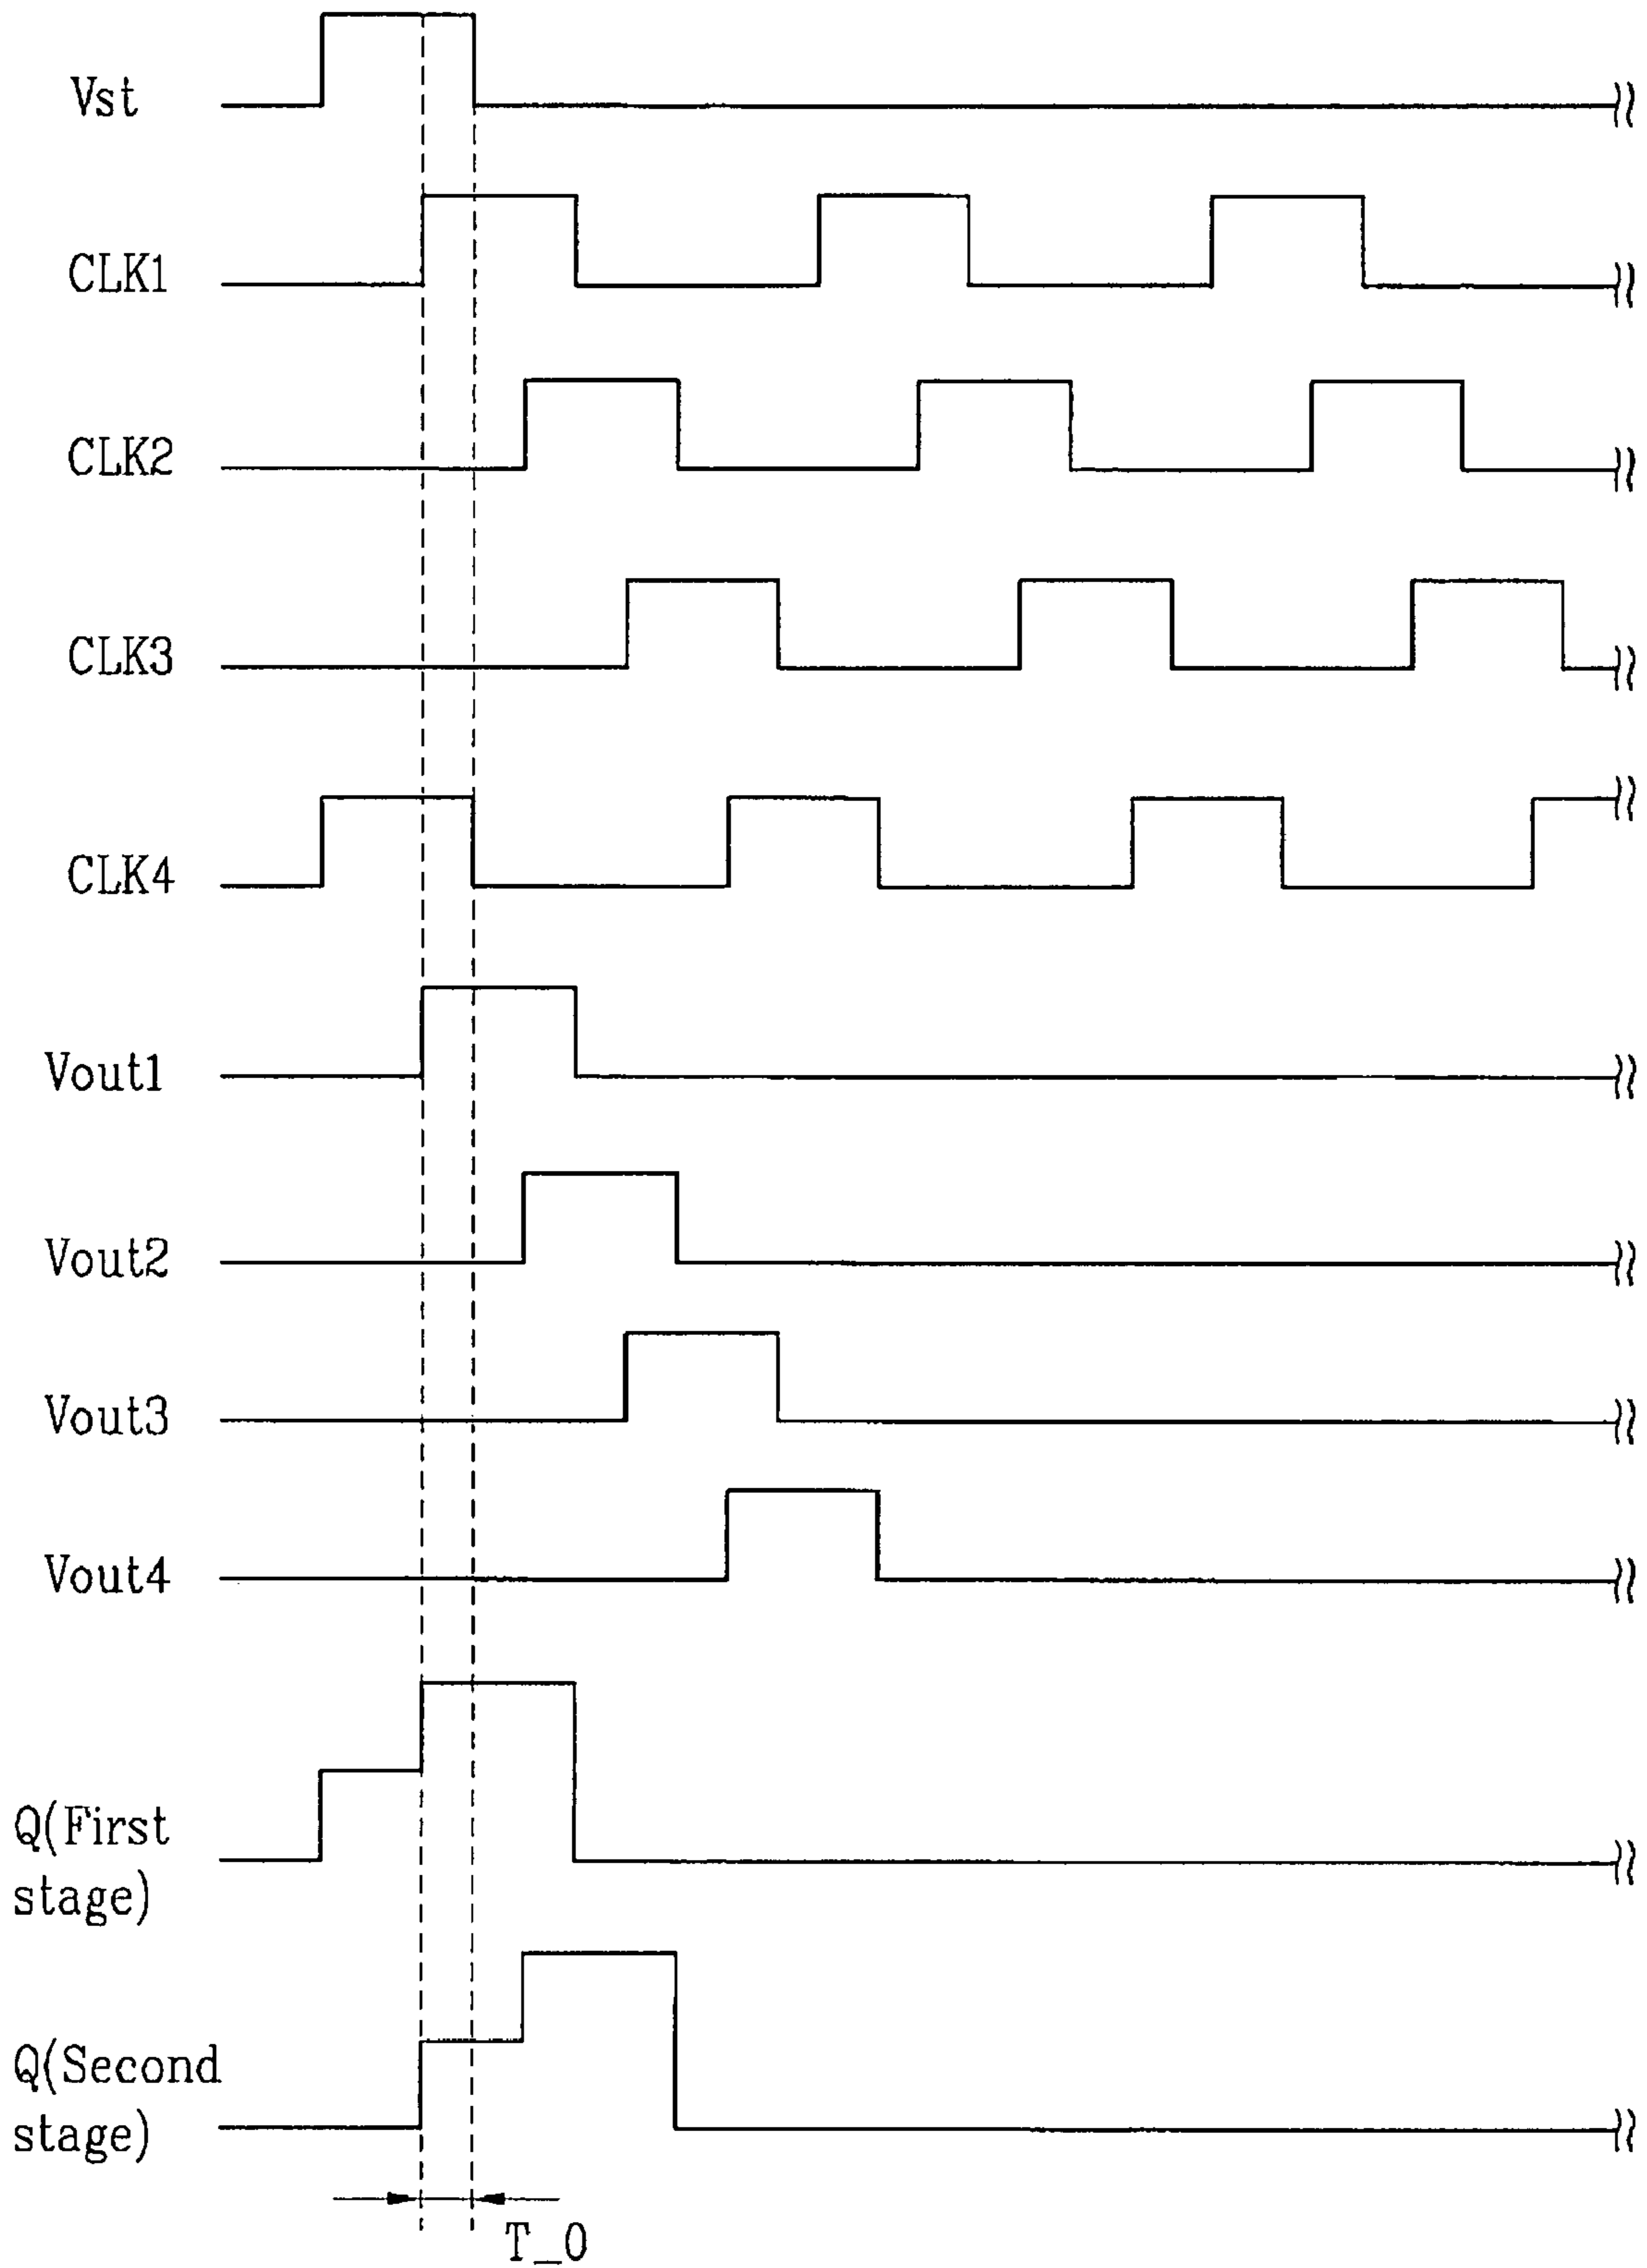 Vst
CLK1
CLK2
CLK3
CLK4
Vout1
Vout2
Vout3
Vout4
Q(First
stage)
Q(Second
stage)
T_0